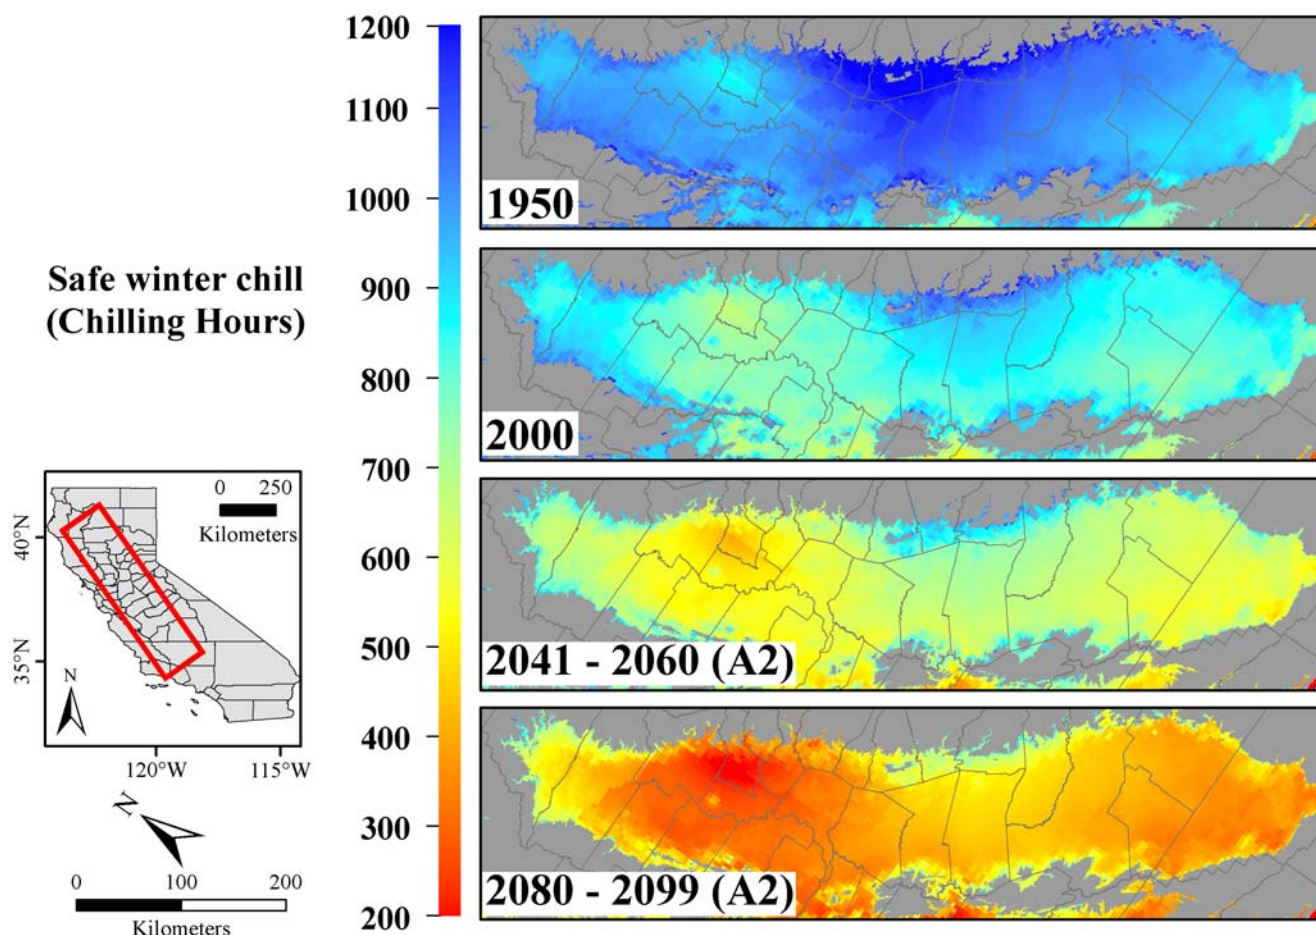 Safe winter chill
(Chilling Hours)
1200
1100
1000
900
800
700
600
500
400
300
200
1950
2000
2041 - 2060 (A2)
2080 - 2099 (A2)
0 250
Kilometers
40°N
35°N
N
120°W 115°W
N
0 100 200
Kilometers